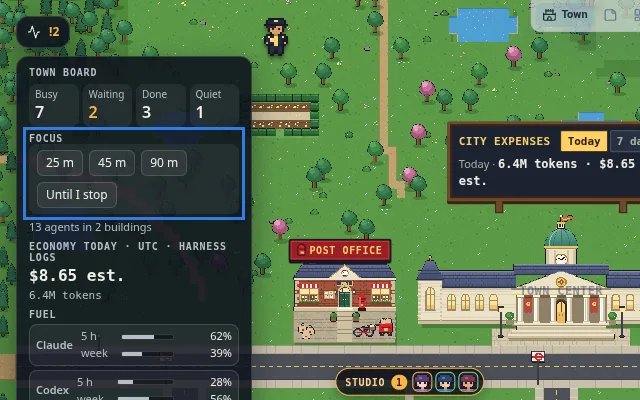 !2
Town
TOWN BOARD
Busy Waiting Done Quiet
7 2 3 1
FOCUS
25 m 45 m 90 m
Until I stop
13 agents in 2 buildings
ECONOMY TODAY · UTC · HARNESS
LOGS
$8.65 est.
6.4M tokens
FUEL
Claude
5 h 62%
week 39%
Codex
5 h 28%
week 56%
CITY EXPENSES Today 7 da
Today · 6.4M tokens · $8.65
est.
POST OFFICE
TOWN CENTER
STUDIO 1